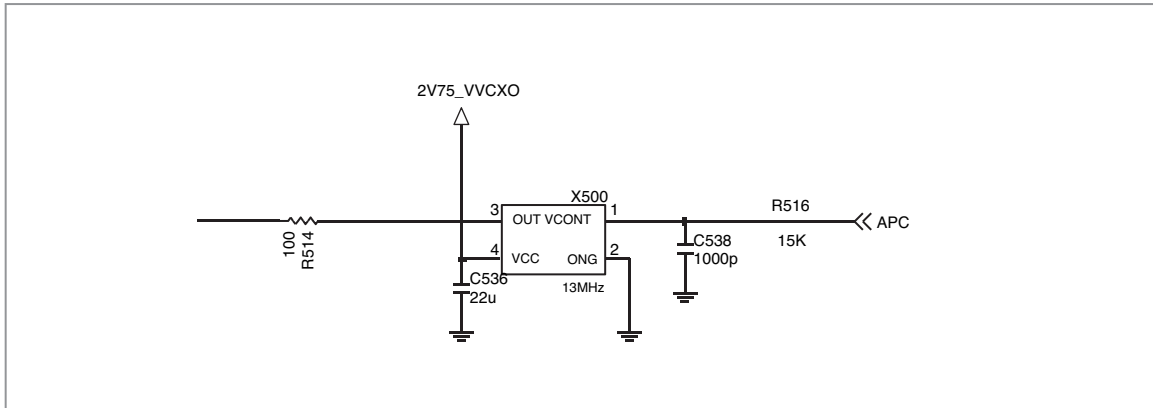 2V75_VVCXO
X500
3
OUT VCONT
1
R516
APC
100
R514
15K
4
VCC
ONG
2
C538
1000p
C536
22u
13MHz